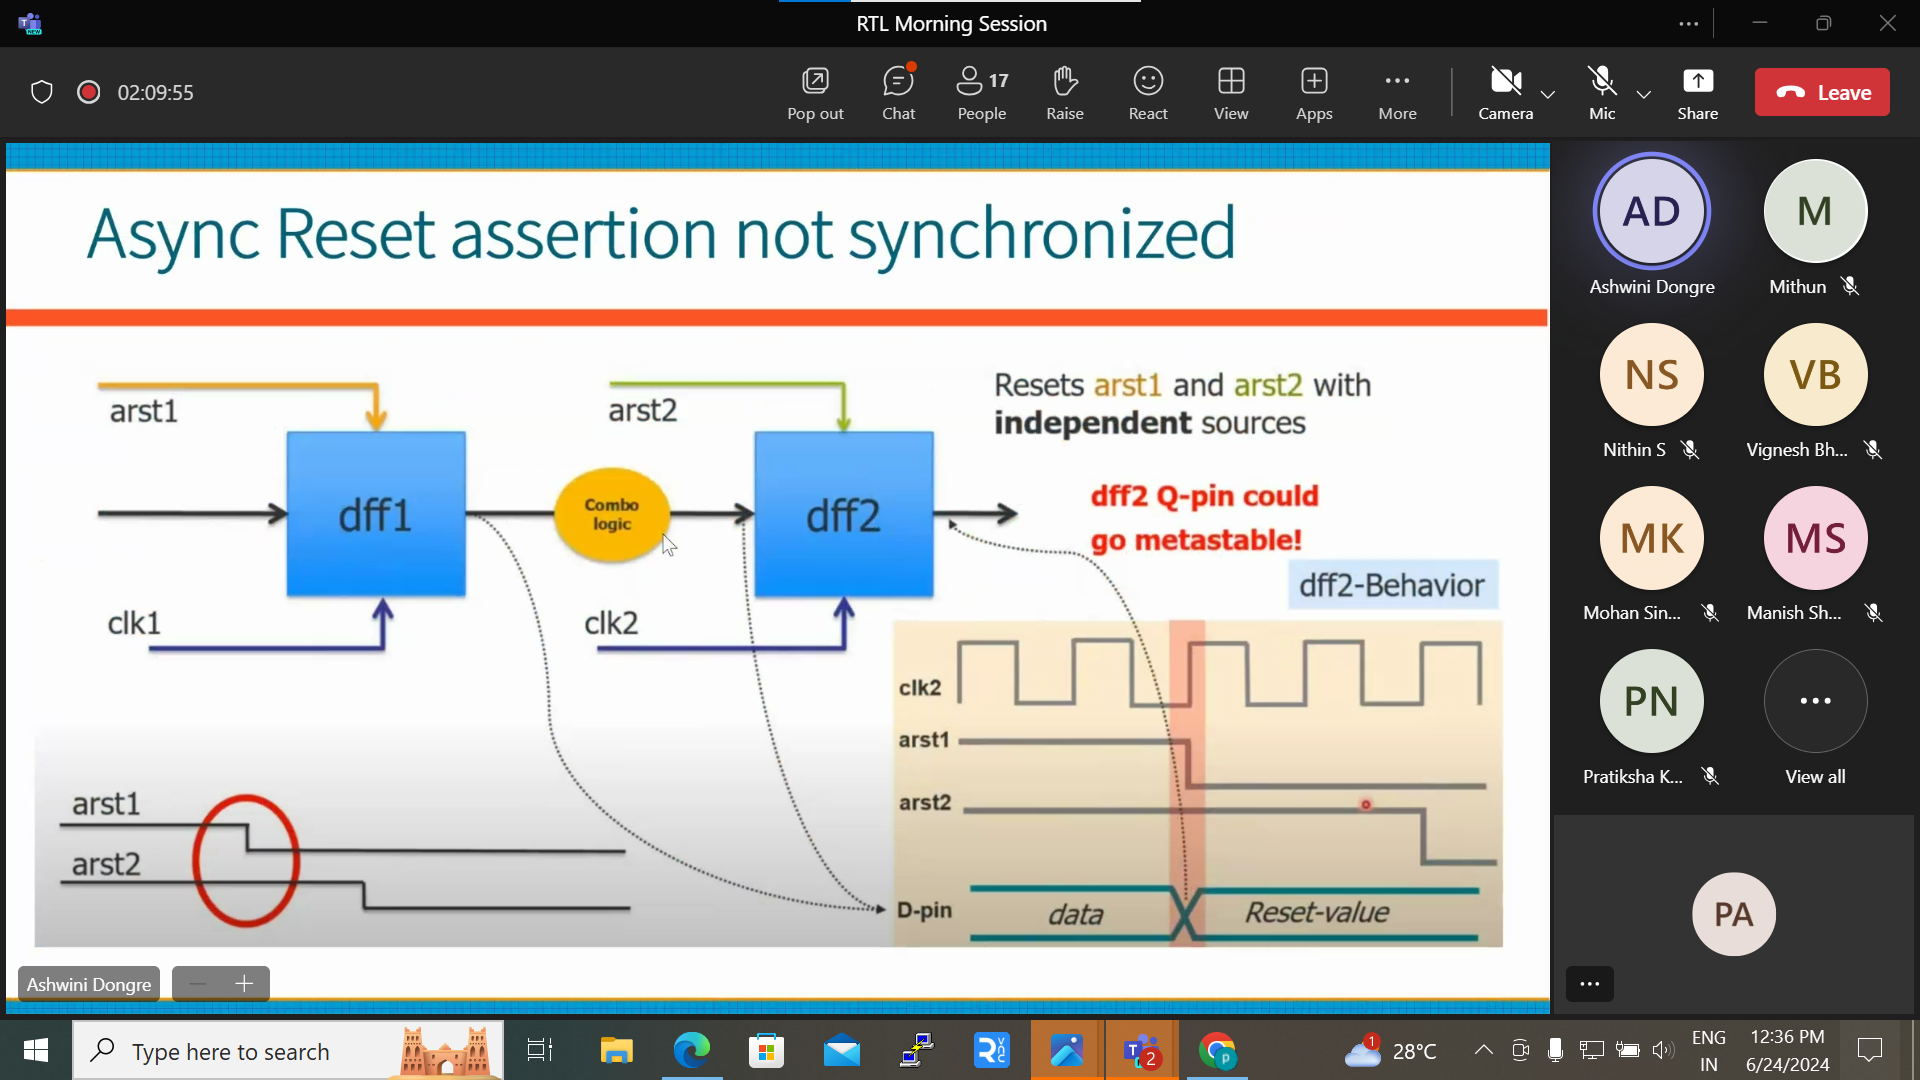 RTL Morning Session
02:09:55
Pop out
Chat
17
People
Raise
React
View
Apps
More
Camera
Mic
Share
Leave
Async Reset assertion not synchronized
arst1
arst2
Resets arst1 and arst2 with
independent sources
dff1
Combo
logic
dff2
dff2 Q-pin could
go metastable!
dff2-Behavior
clk1
clk2
clk2
arst1
arst2
D-pin
data
Reset-value
arst1
arst2
Ashwini Dongre
AD
Ashwini Dongre
M
Mithun
NS
Nithin S
VB
Vignesh Bh...
MK
Mohan Sin...
MS
Manish Sh...
PN
Pratiksha K...
View all
PA
Type here to search
2
p
1
28°C
ENG
IN
12:36 PM
6/24/2024